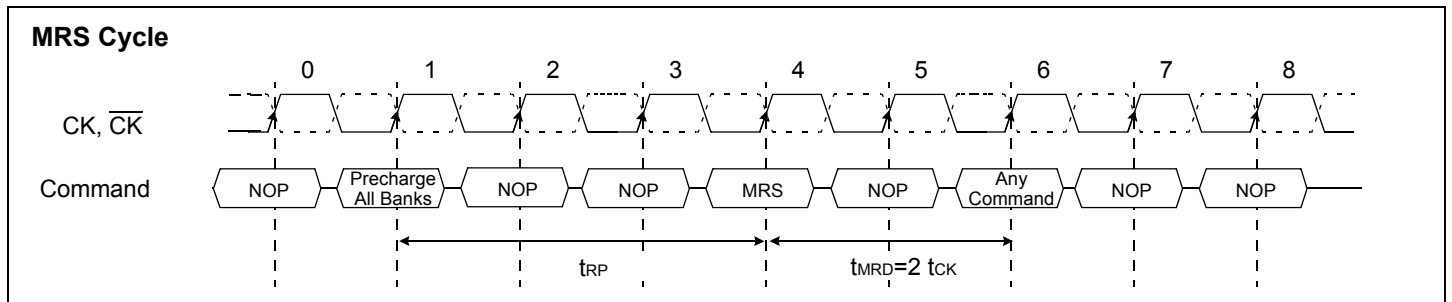 MRS Cycle
0 1 2 3 4 5 6 7 8
CK, C̅K̅
Command
NOP Precharge All Banks NOP NOP MRS NOP Any Command NOP NOP
tRP tMRD=2 tCK